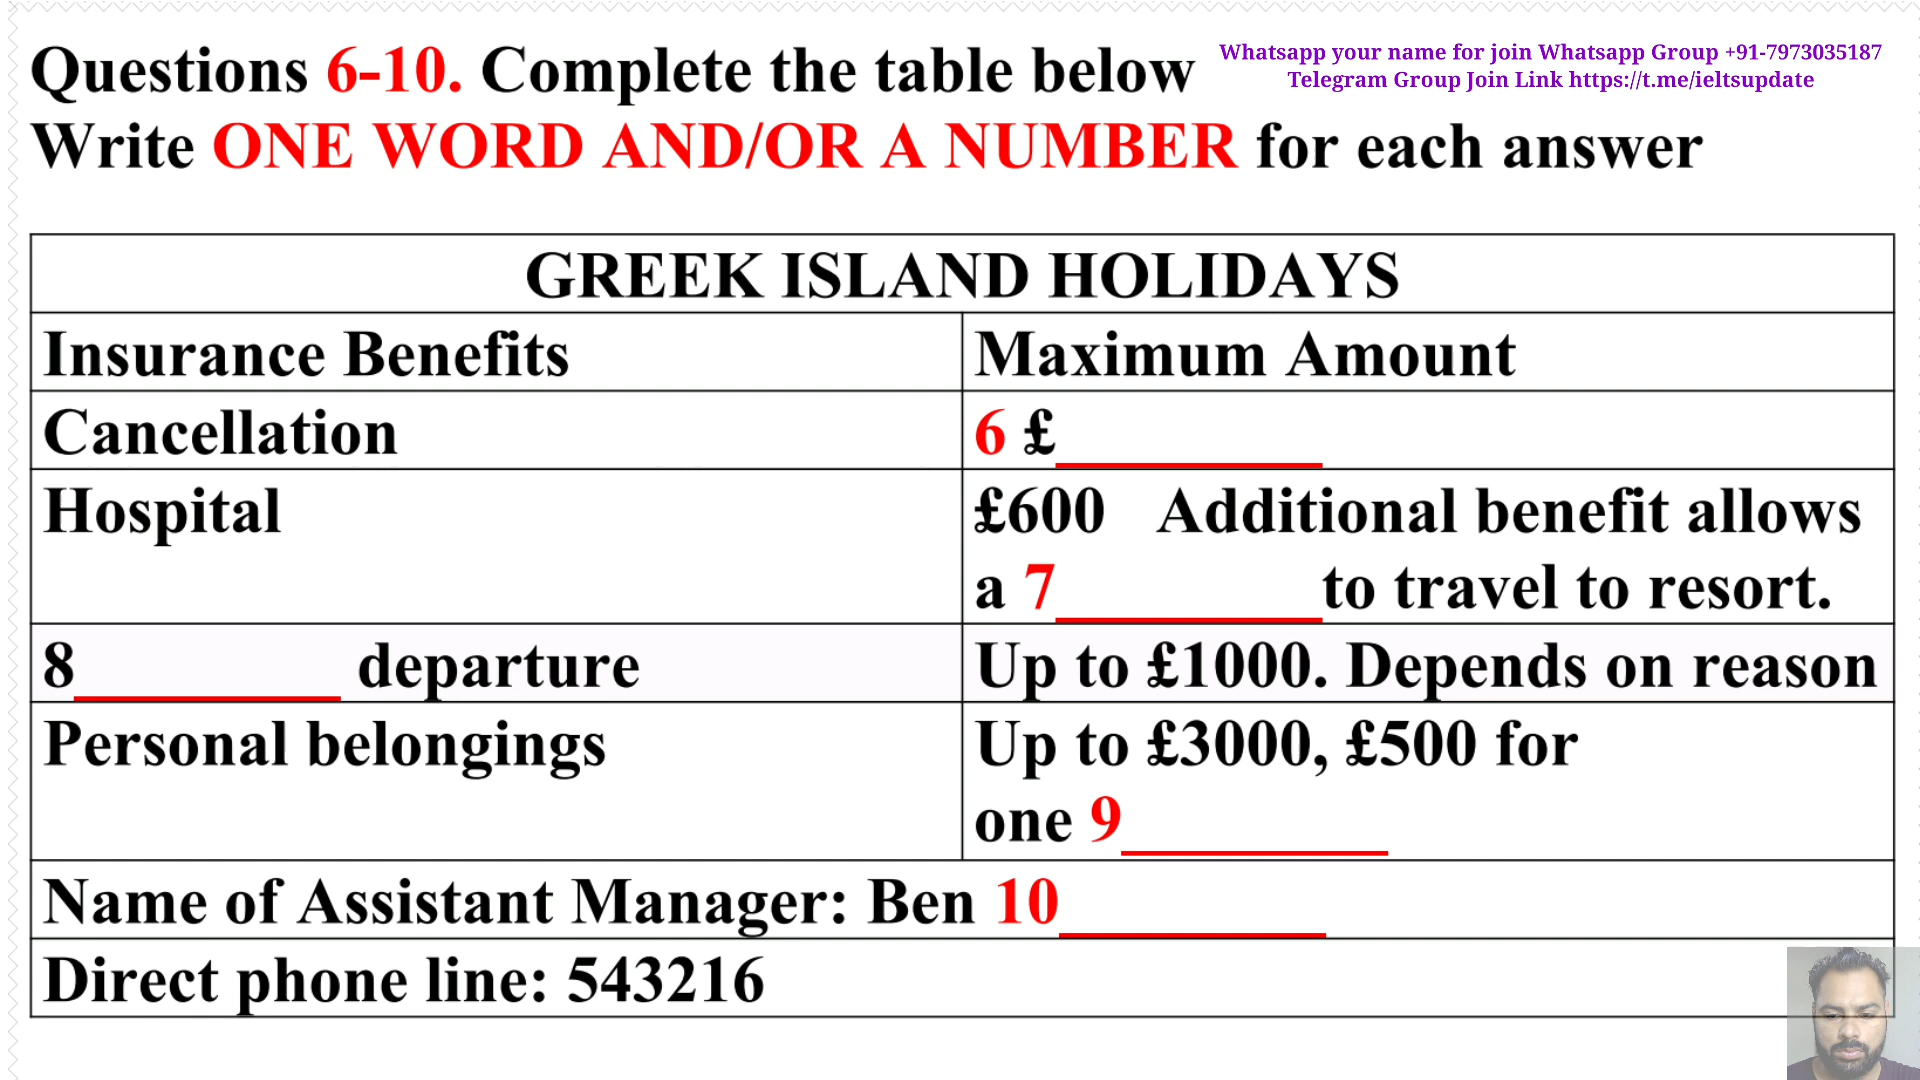 Questions 6-10. Complete the table below
Whatsapp your name for join Whatsapp Group +91-7973035187
Telegram Group Join Link https://t.me/ieltsupdate
Write ONE WORD AND/OR A NUMBER for each answer
GREEK ISLAND HOLIDAYS
Insurance Benefits
Maximum Amount
Cancellation
6 £
Hospital
£600 Additional benefit allows
a 7 to travel to resort.
8 departure
Up to £1000. Depends on reason
Personal belongings
Up to £3000, £500 for
one 9
Name of Assistant Manager: Ben 10
Direct phone line: 543216